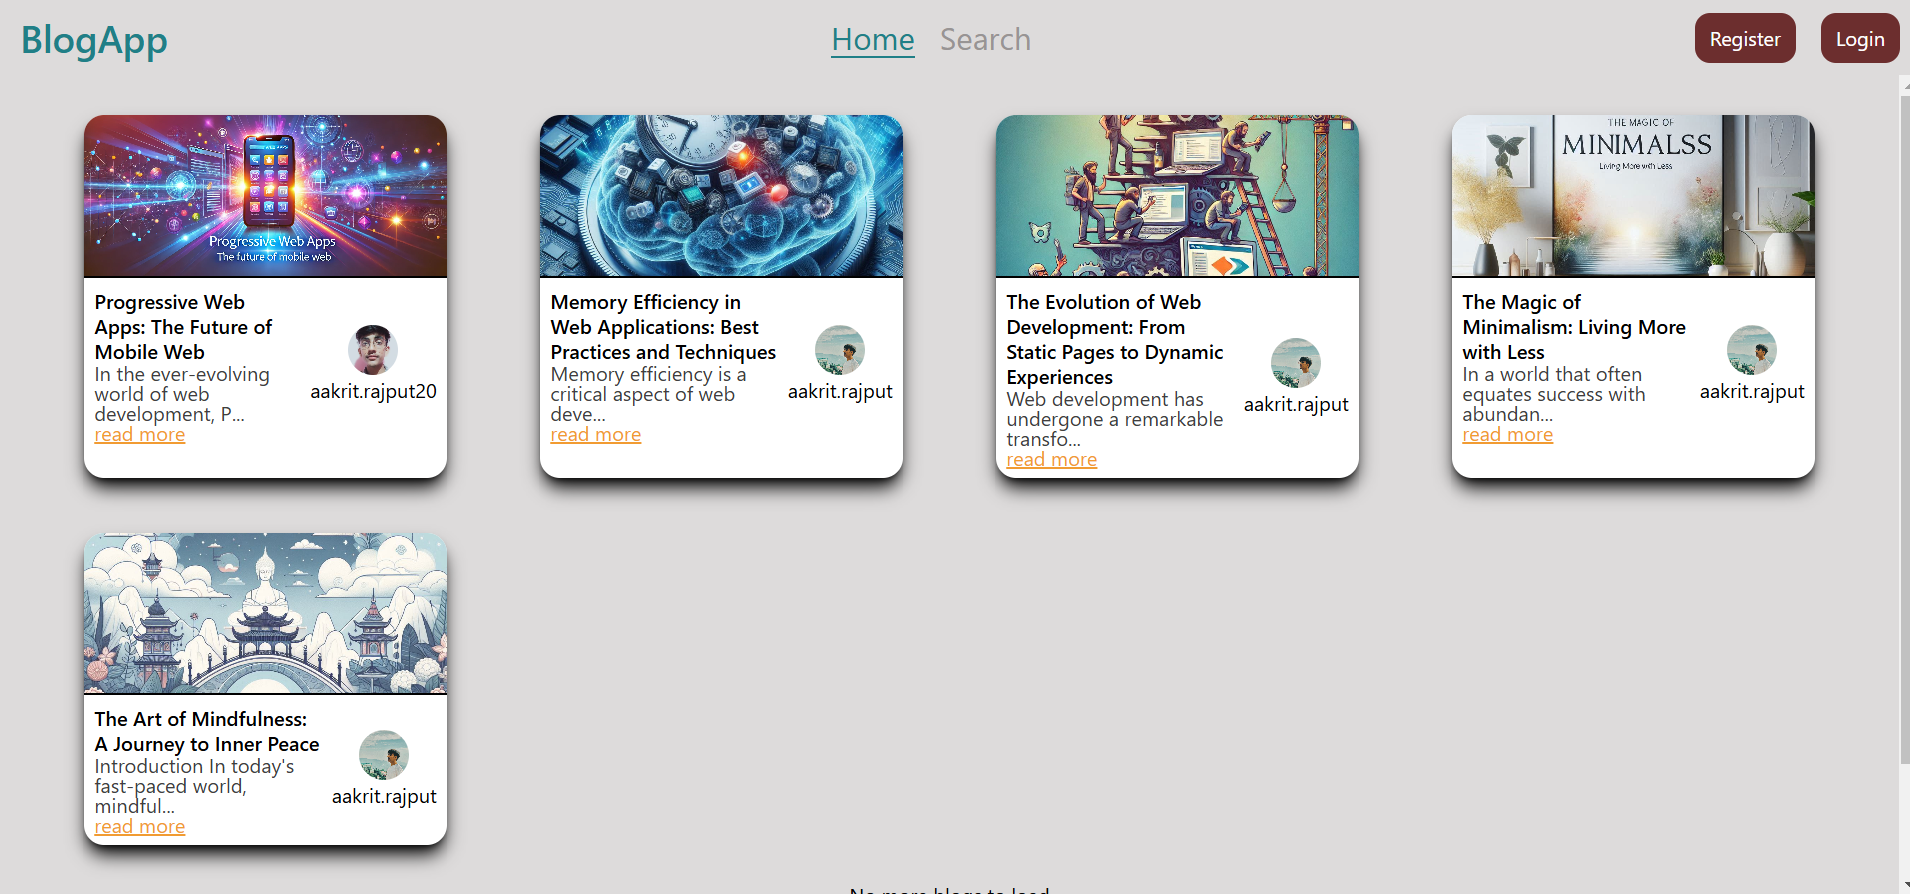 BlogApp
Home
Search
Register
Login
Progressive Web Apps
The future of mobile web
THE MAGIC OF
MINIMALSS
Living More with Less
Progressive Web
Apps: The Future of
Mobile Web
In the ever-evolving
world of web
development, P...
read more
aakrit.rajput20
Memory Efficiency in
Web Applications: Best
Practices and Techniques
Memory efficiency is a
critical aspect of web
deve...
read more
aakrit.rajput
The Evolution of Web
Development: From
Static Pages to Dynamic
Experiences
Web development has
undergone a remarkable
transfo...
read more
aakrit.rajput
The Magic of
Minimalism: Living More
with Less
In a world that often
equates success with
abundan...
read more
aakrit.rajput
The Art of Mindfulness:
A Journey to Inner Peace
Introduction In today's
fast-paced world,
mindful...
read more
aakrit.rajput
No more blogs to load